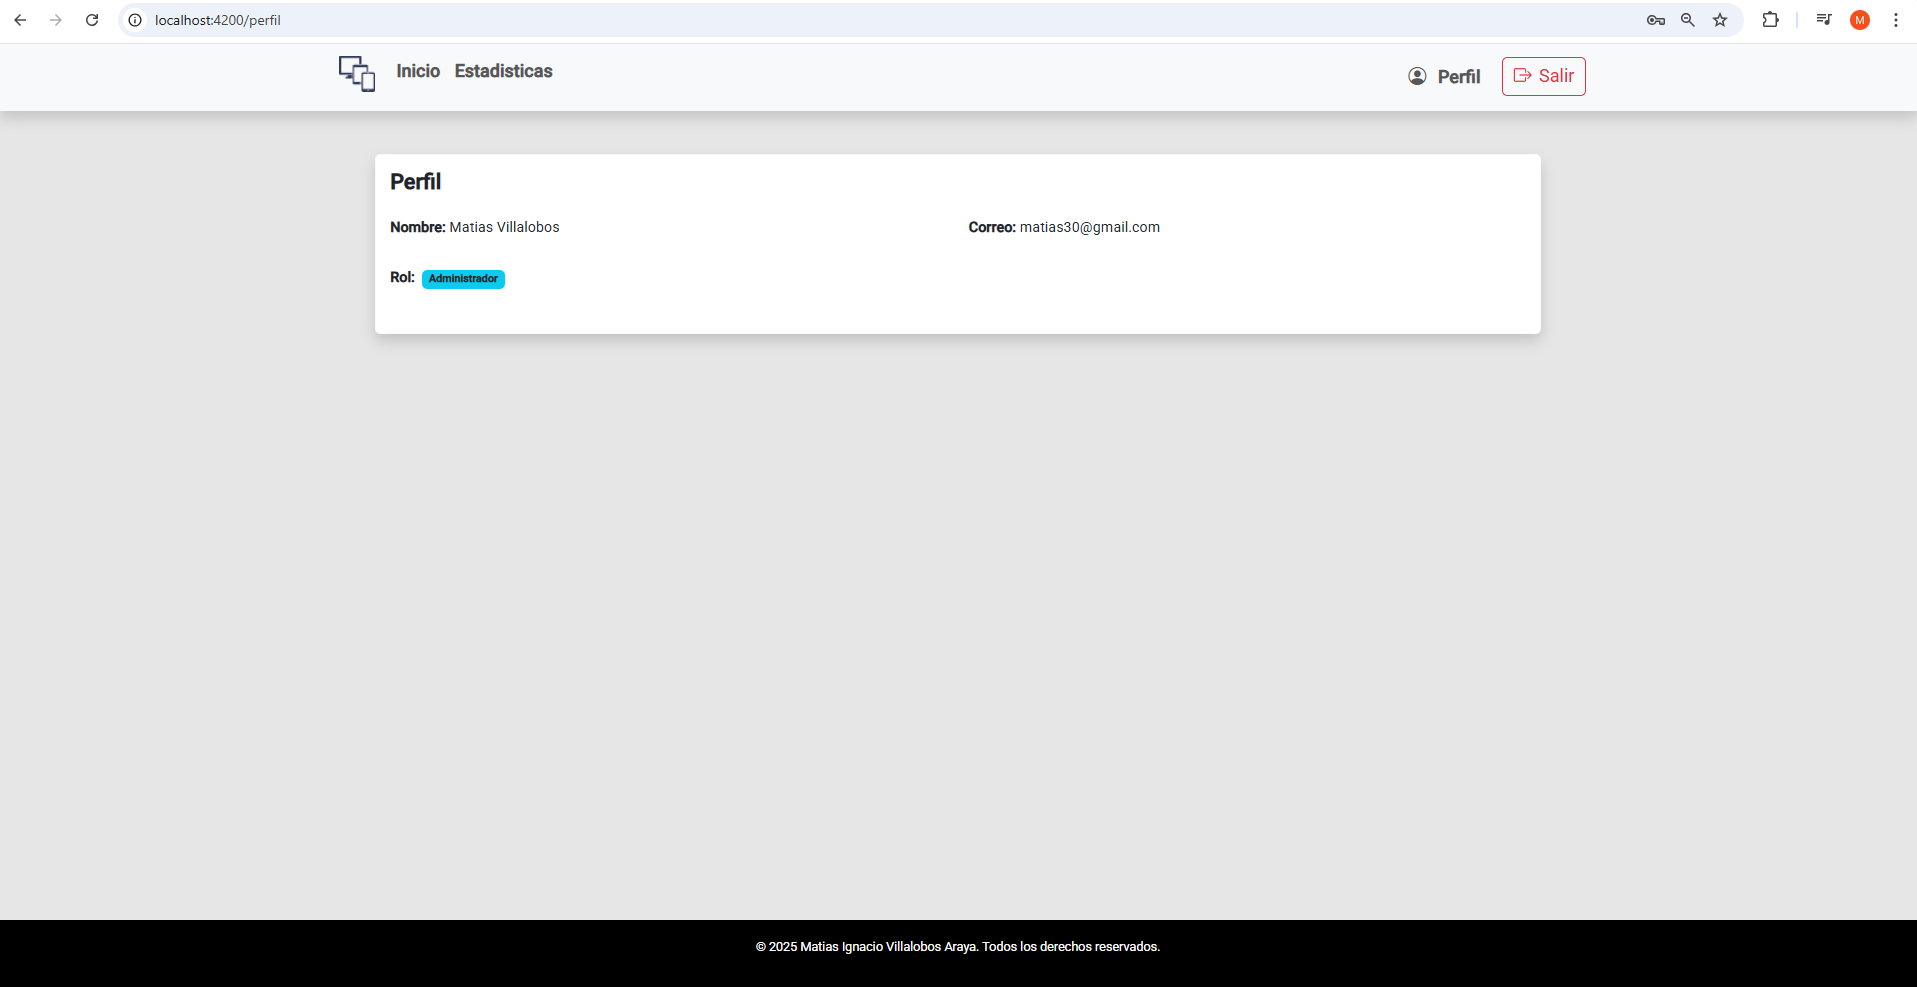 localhost:4200/perfil
M
Inicio Estadisticas Perfil Salir
Perfil
Nombre: Matias Villalobos Correo: matias30@gmail.com
Rol: Administrador
© 2025 Matias Ignacio Villalobos Araya. Todos los derechos reservados.